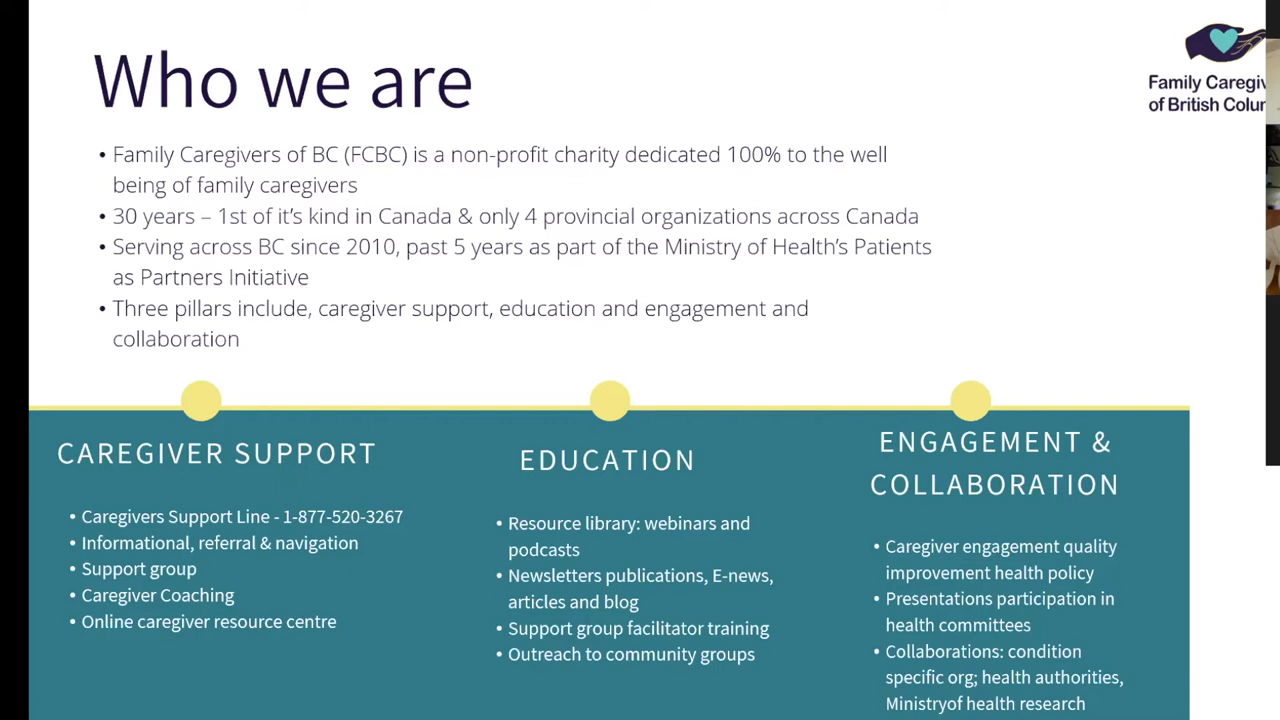 Who we are
Family Caregiv
of British Colum
• Family Caregivers of BC (FCBC) is a non-profit charity dedicated 100% to the well
being of family caregivers
• 30 years – 1st of it's kind in Canada & only 4 provincial organizations across Canada
• Serving across BC since 2010, past 5 years as part of the Ministry of Health's Patients
as Partners Initiative
• Three pillars include, caregiver support, education and engagement and
collaboration
CAREGIVER SUPPORT
• Caregivers Support Line - 1-877-520-3267
• Informational, referral & navigation
• Support group
• Caregiver Coaching
• Online caregiver resource centre
EDUCATION
• Resource library: webinars and
podcasts
• Newsletters publications, E-news,
articles and blog
• Support group facilitator training
• Outreach to community groups
ENGAGEMENT &
COLLABORATION
• Caregiver engagement quality
improvement health policy
• Presentations participation in
health committees
• Collaborations: condition
specific org; health authorities,
Ministryof health research